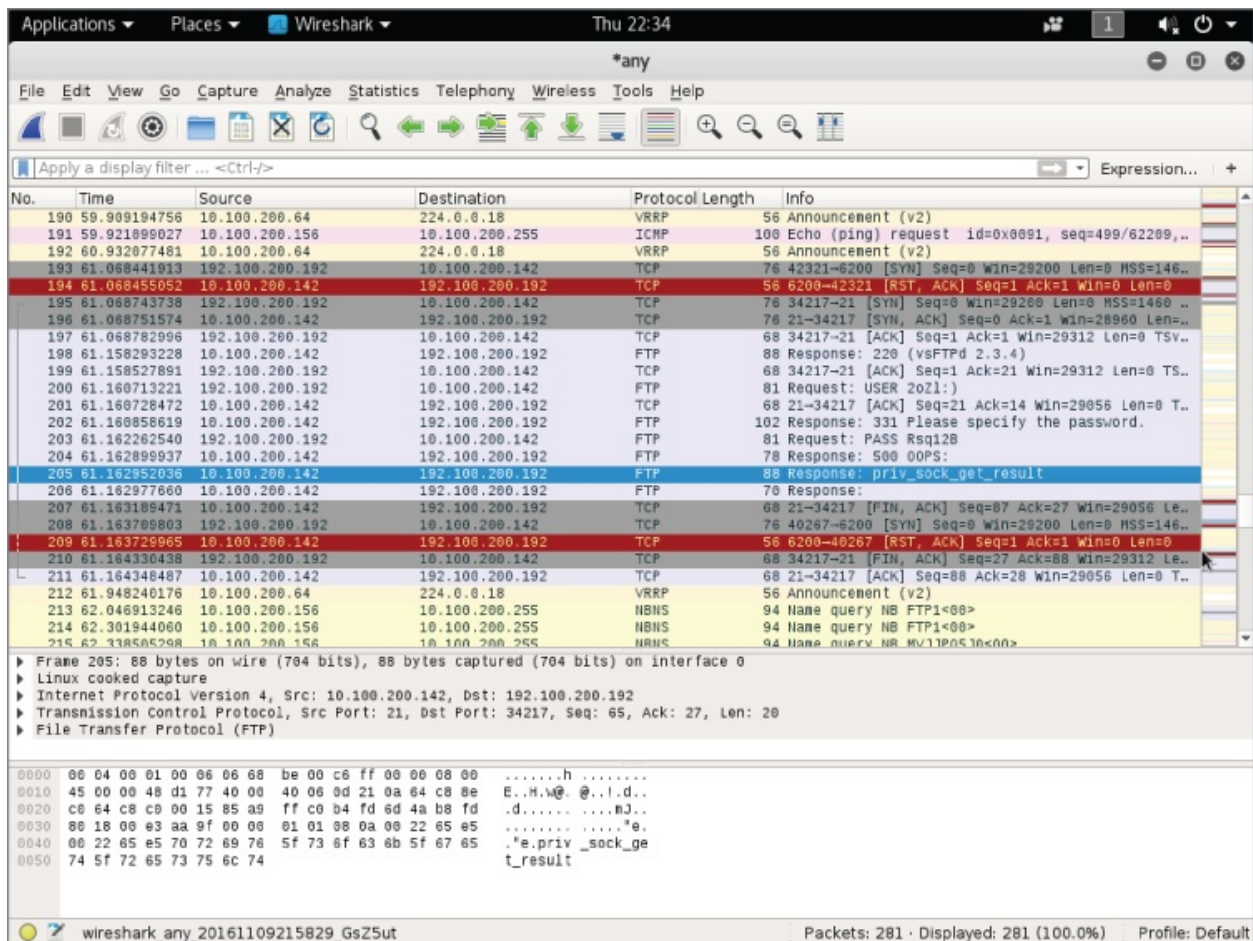 Applications Places Wireshark Thu 22:34 1
*any
File Edit View Go Capture Analyze Statistics Telephony Wireless Tools Help
Apply a display filter ... <Ctrl-/> Expression... +
No. Time Source Destination Protocol Length Info
190 59.909194756 10.100.200.64 224.0.0.18 VRRP 56 Announcement (v2)
191 59.921099027 10.100.200.156 10.100.200.255 ICMP 100 Echo (ping) request id=0x0091, seq=499/62209,…
192 60.932077481 10.100.200.64 224.0.0.18 VRRP 56 Announcement (v2)
193 61.068441913 192.100.200.192 10.100.200.142 TCP 76 42321→6200 [SYN] Seq=0 Win=29200 Len=0 MSS=146…
194 61.068455052 10.100.200.142 192.100.200.192 TCP 56 6200→42321 [RST, ACK] Seq=1 Ack=1 Win=0 Len=0
195 61.068743738 192.100.200.192 10.100.200.142 TCP 76 34217→21 [SYN] Seq=0 Win=29200 Len=0 MSS=1460 …
196 61.068751574 10.100.200.142 192.100.200.192 TCP 76 21→34217 [SYN, ACK] Seq=0 Ack=1 Win=28960 Len=…
197 61.068782996 192.100.200.192 10.100.200.142 TCP 68 34217→21 [ACK] Seq=1 Ack=1 Win=29312 Len=0 TSv…
198 61.158293228 10.100.200.142 192.100.200.192 FTP 88 Response: 220 (vsFTPd 2.3.4)
199 61.158527891 192.100.200.192 10.100.200.142 TCP 68 34217→21 [ACK] Seq=1 Ack=21 Win=29312 Len=0 TS…
200 61.160713221 192.100.200.192 10.100.200.142 FTP 81 Request: USER 2oZl:)
201 61.160728472 10.100.200.142 192.100.200.192 TCP 68 21→34217 [ACK] Seq=21 Ack=14 Win=29056 Len=0 T…
202 61.160858619 10.100.200.142 192.100.200.192 FTP 102 Response: 331 Please specify the password.
203 61.162262540 192.100.200.192 10.100.200.142 FTP 81 Request: PASS Rsq12B
204 61.162899937 10.100.200.142 192.100.200.192 FTP 78 Response: 500 OOPS:
205 61.162952036 10.100.200.142 192.100.200.192 FTP 88 Response: priv_sock_get_result
206 61.162977660 10.100.200.142 192.100.200.192 FTP 70 Response:
207 61.163189471 10.100.200.142 192.100.200.192 TCP 68 21→34217 [FIN, ACK] Seq=87 Ack=27 Win=29056 Le…
208 61.163709803 192.100.200.192 10.100.200.142 TCP 76 40267→6200 [SYN] Seq=0 Win=29200 Len=0 MSS=146…
209 61.163729965 10.100.200.142 192.100.200.192 TCP 56 6200→40267 [RST, ACK] Seq=1 Ack=1 Win=0 Len=0
210 61.164330438 192.100.200.192 10.100.200.142 TCP 68 34217→21 [FIN, ACK] Seq=27 Ack=88 Win=29312 Le…
211 61.164348487 10.100.200.142 192.100.200.192 TCP 68 21→34217 [ACK] Seq=88 Ack=28 Win=29056 Len=0 T…
212 61.948240176 10.100.200.64 224.0.0.18 VRRP 56 Announcement (v2)
213 62.046913246 10.100.200.156 10.100.200.255 NBNS 94 Name query NB FTP1<00>
214 62.301944060 10.100.200.156 10.100.200.255 NBNS 94 Name query NB FTP1<00>
215 62.338505298 10.100.200.156 10.100.200.255 NBNS 94 Name query NB
Frame 205: 88 bytes on wire (704 bits), 88 bytes captured (704 bits) on interface 0
Linux cooked capture
Internet Protocol Version 4, Src: 10.100.200.142, Dst: 192.100.200.192
Transmission Control Protocol, Src Port: 21, Dst Port: 34217, Seq: 65, Ack: 27, Len: 20
File Transfer Protocol (FTP)
0000 00 04 00 01 00 06 06 68 be 00 c6 ff 00 00 08 00 .......h ........
0010 45 00 00 48 d1 77 40 00 40 06 0d 21 0a 64 c8 8e E..H.w@. @..!.d..
0020 c0 64 c8 c0 00 15 85 a9 ff c0 b4 fd 6d 4a b8 fd .d...... ....mJ..
0030 80 18 00 e3 aa 9f 00 00 01 01 08 0a 00 22 65 e5 ........ ....."e.
0040 00 22 65 e5 70 72 69 76 5f 73 6f 63 6b 5f 67 65 ."e.priv _sock_ge
0050 74 5f 72 65 73 75 6c 74 t_result
wireshark_any_20161109215829_GsZ5ut Packets: 281 · Displayed: 281 (100.0%) Profile: Default